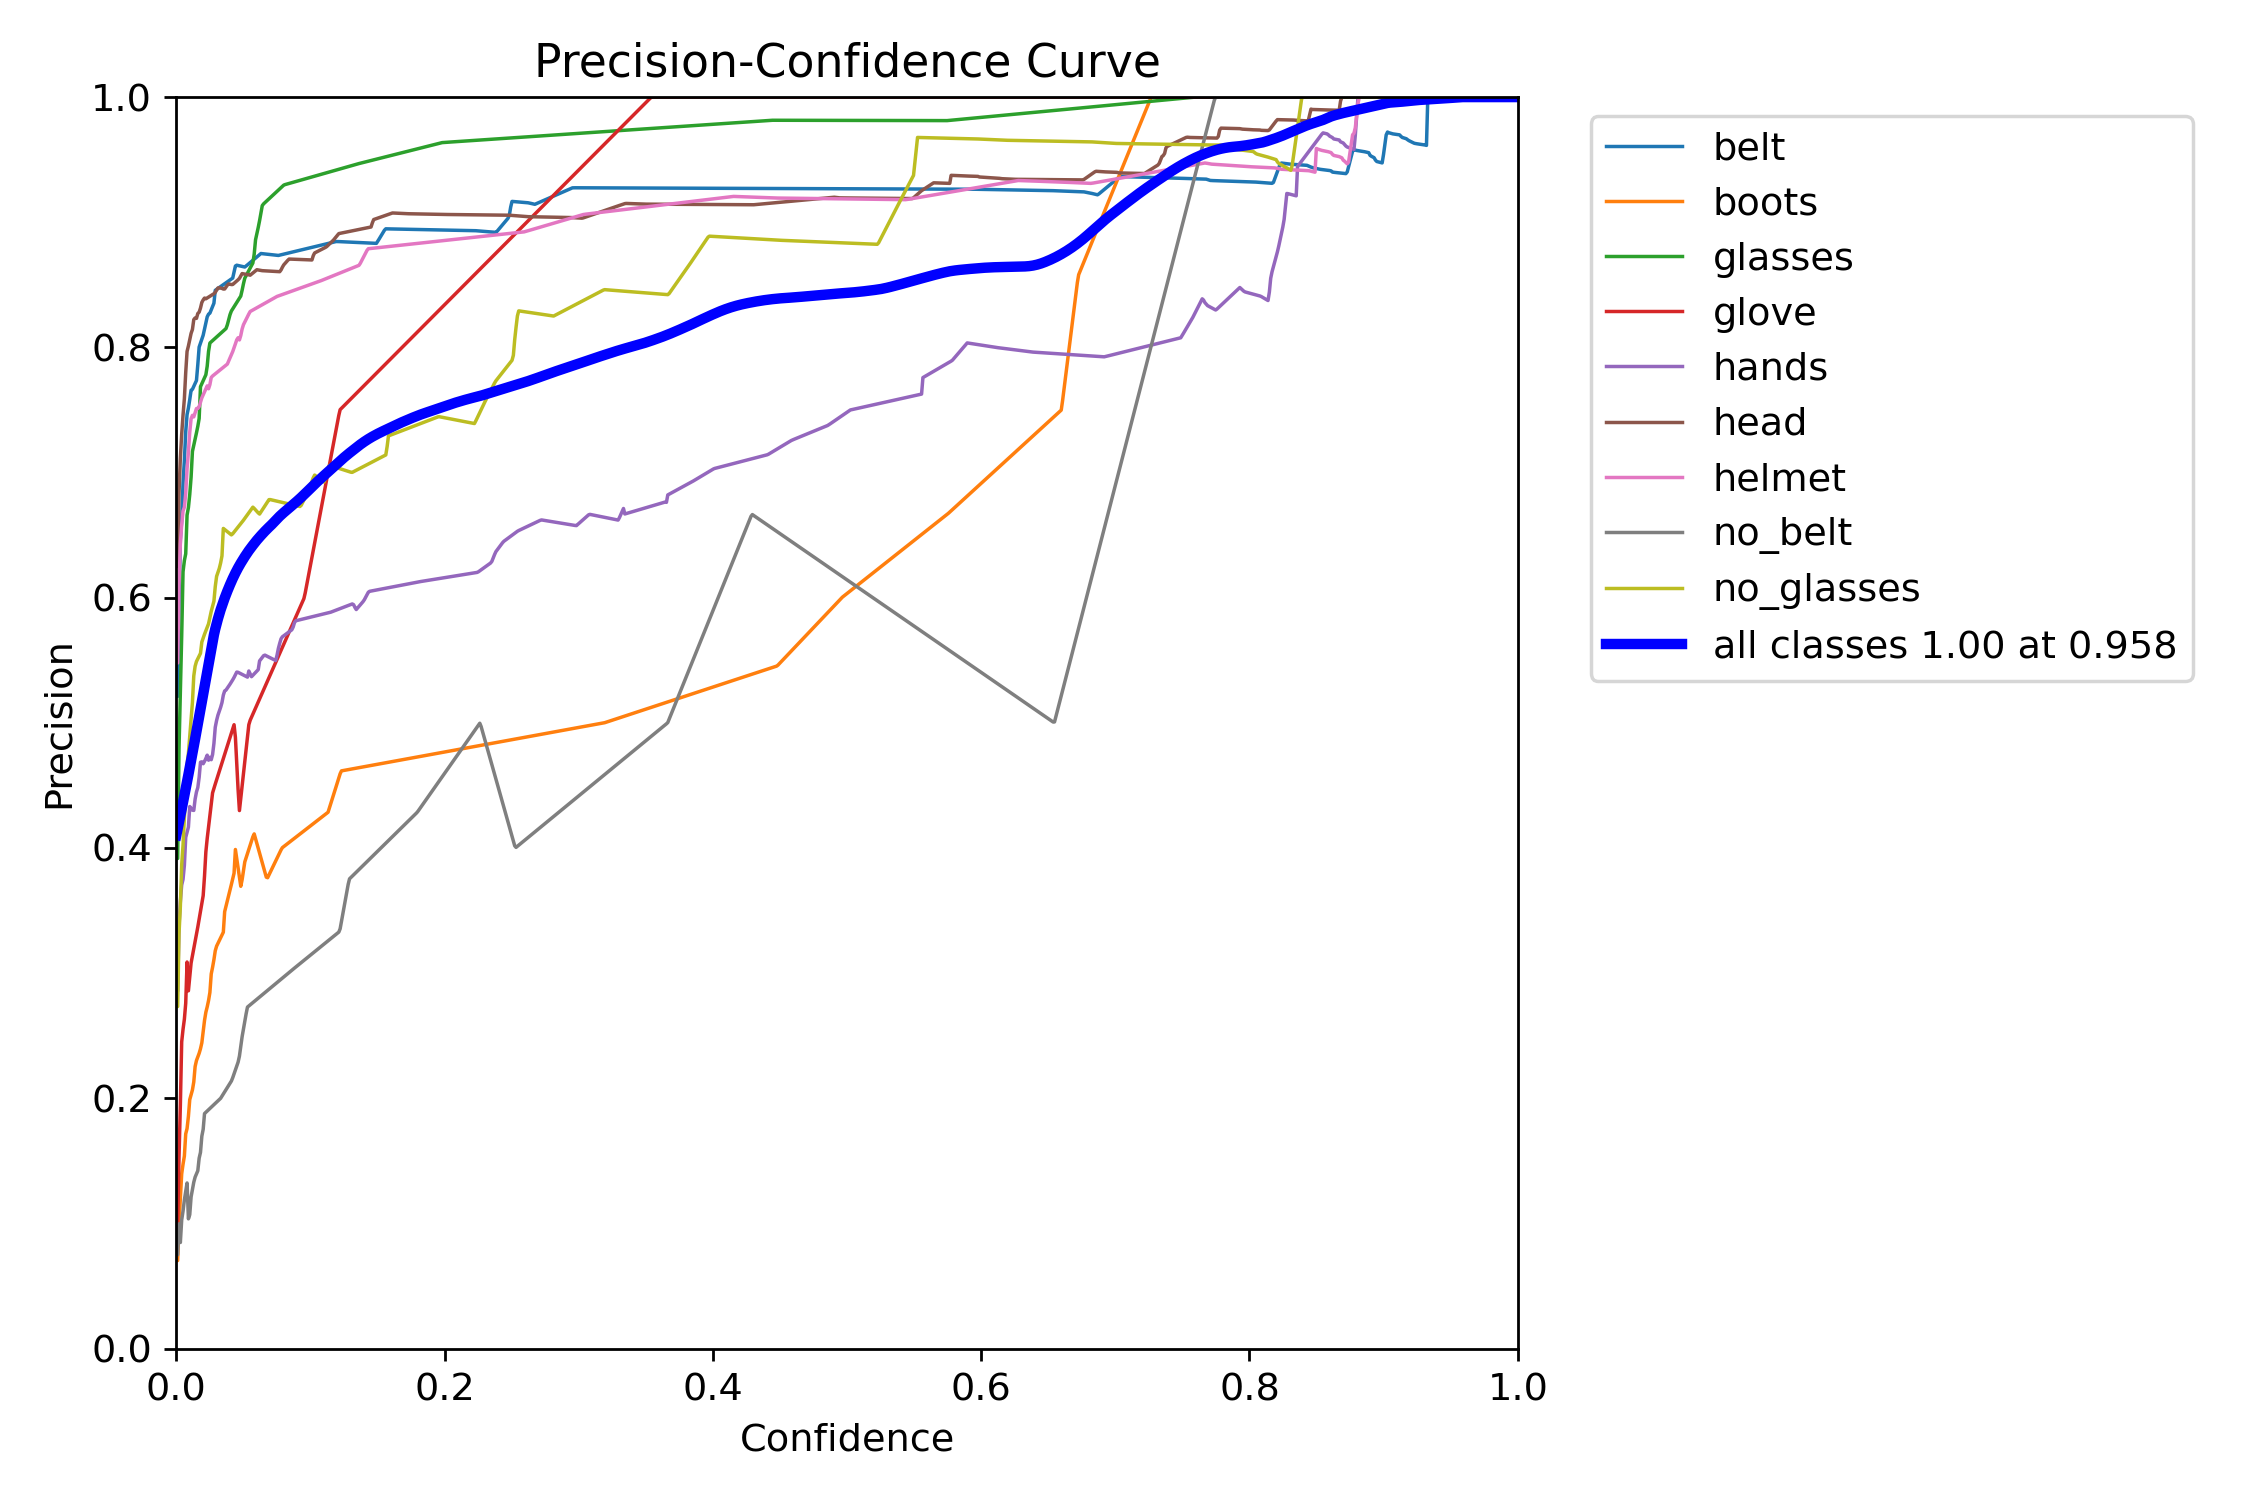 Precision-Confidence Curve
1.0
0.8
0.6
0.4
0.2
0.0
Precision
0.0 0.2 0.4 0.6 0.8 1.0
Confidence
belt
boots
glasses
glove
hands
head
helmet
no_belt
no_glasses
all classes 1.00 at 0.958